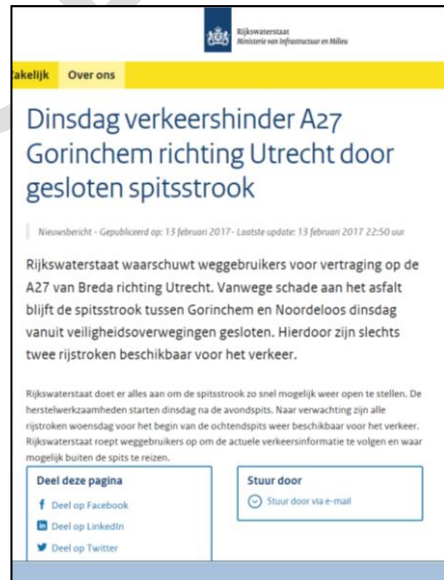 Rijkswaterstaat
Ministerie van Infrastructuur en Milieu
akelijk Over ons
Dinsdag verkeershinder A27
Gorinchem richting Utrecht door
gesloten spitsstrook
Nieuwsbericht - Gepubliceerd op: 13 februari 2017 - Laatste update: 13 februari 2017 22:50 uur
Rijkswaterstaat waarschuwt weggebruikers voor vertraging op de
A27 van Breda richting Utrecht. Vanwege schade aan het asfalt
blijft de spitsstrook tussen Gorinchem en Noordeloos dinsdag
vanuit veiligheidsoverwegingen gesloten. Hierdoor zijn slechts
twee rijstroken beschikbaar voor het verkeer.
Rijkswaterstaat doet er alles aan om de spitsstrook zo snel mogelijk weer open te stellen. De
herstelwerkzaamheden starten dinsdag na de avondspits. Naar verwachting zijn alle
rijstroken woensdag voor het begin van de ochtendspits weer beschikbaar voor het verkeer.
Rijkswaterstaat roept weggebruikers op om de actuele verkeersinformatie te volgen en waar
mogelijk buiten de spits te reizen.
Deel deze pagina
Deel op Facebook
Deel op LinkedIn
Deel op Twitter
Stuur door
Stuur door via e-mail